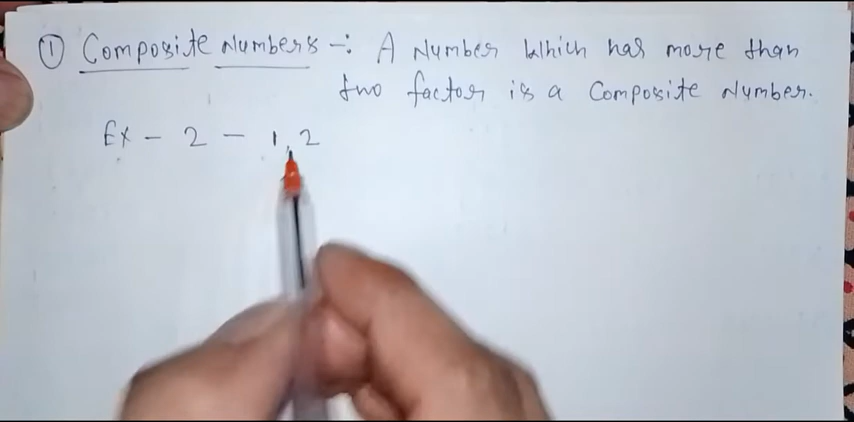 ① Composite Numbers -: A Number Which has more than
two factor is a Composite Number.
Ex - 2 - 1, 2